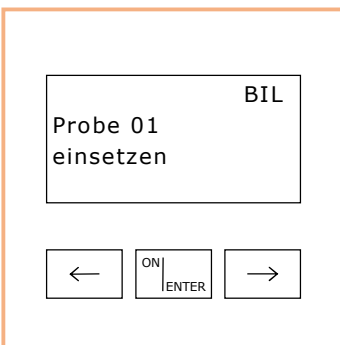 BIL
Probe 01
einsetzen
← ON ENTER →